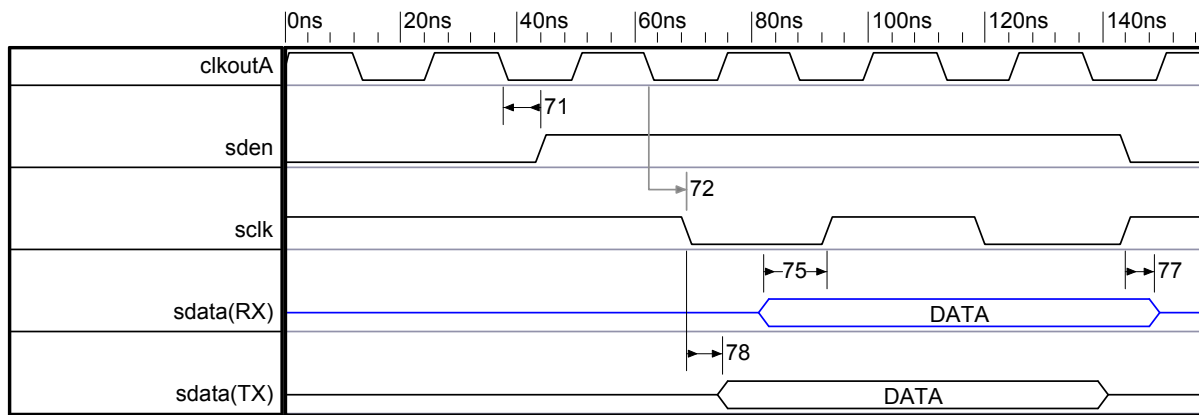 0ns 20ns 40ns 60ns 80ns 100ns 120ns 140ns
clkoutA
71
sden
72
sclk
75 77
sdata(RX) DATA
78
sdata(TX) DATA